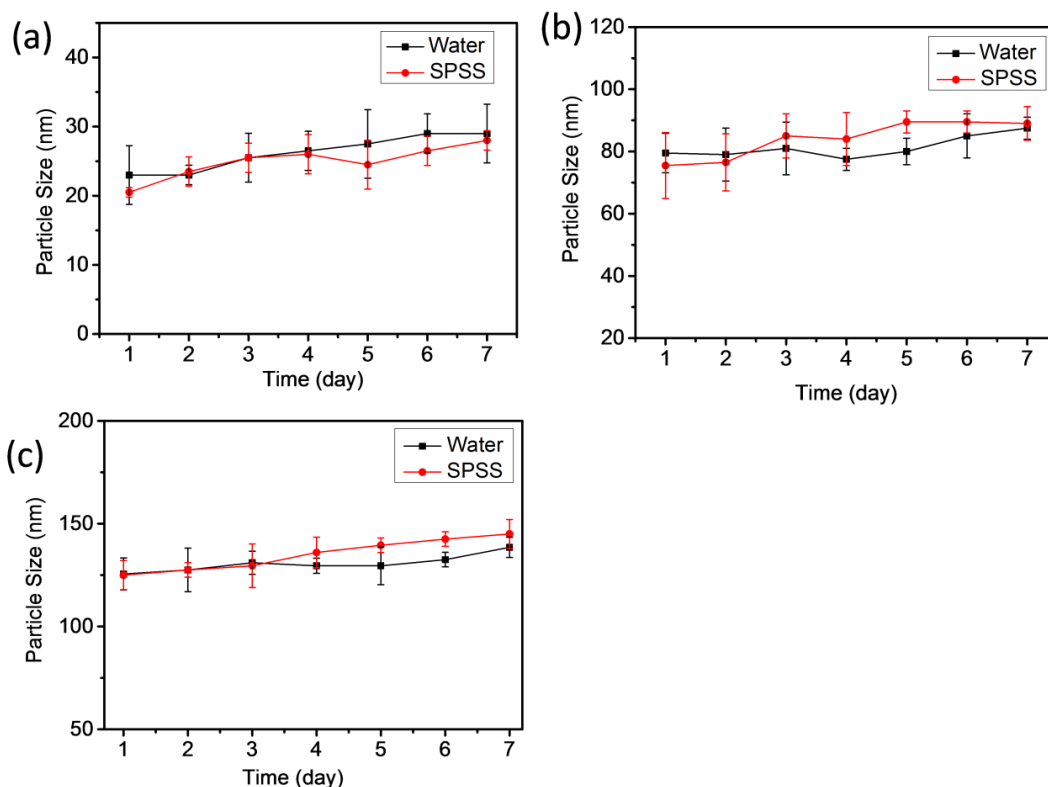 (a)
Water
SPSS
40
30
20
10
0
Particle Size (nm)
1 2 3 4 5 6 7
Time (day)
(b)
Water
SPSS
120
100
80
60
40
20
Particle Size (nm)
1 2 3 4 5 6 7
Time (day)
(c)
Water
SPSS
200
150
100
50
Particle Size (nm)
1 2 3 4 5 6 7
Time (day)